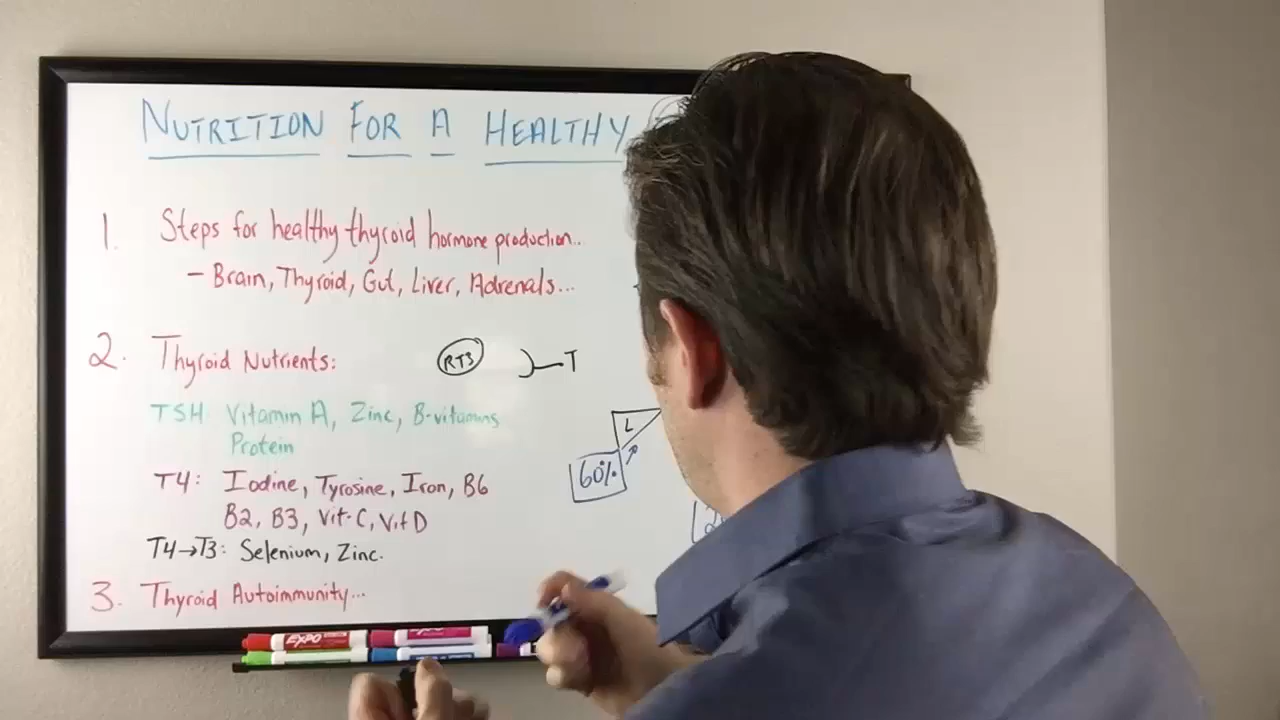 NUTRITION FOR A HEALTHY
1. Steps for healthy thyroid hormone production...
- Brain, Thyroid, Gut, Liver, Adrenals...
2. Thyroid Nutrients:
RT3
T
TSH: Vitamin A, Zinc, B-vitamins
Protein
L
60%
T4: Iodine, Tyrosine, Iron, B6
B2, B3, Vit-C, Vit D
T4→T3: Selenium, Zinc.
3. Thyroid Autoimmunity...
EXPO